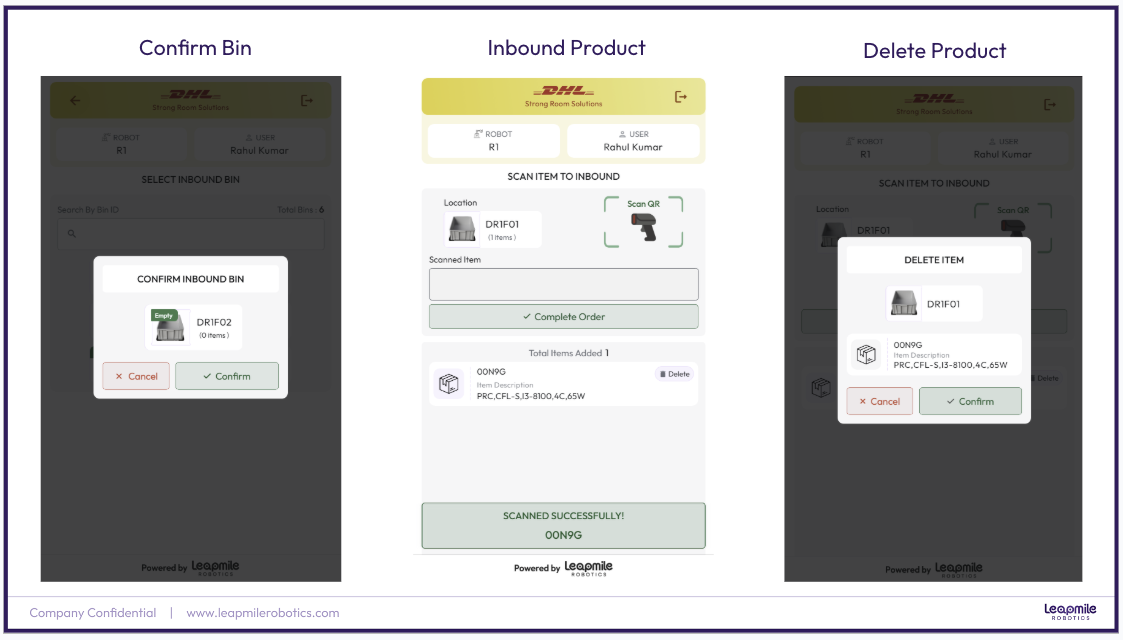 Confirm Bin
DHL
Strong Room Solutions
ROBOT
R1
USER
Rahul Kumar
SELECT INBOUND BIN
Search By Bin ID
Total Bins : 6
CONFIRM INBOUND BIN
Empty
DR1F02
(0 items)
× Cancel
✓ Confirm
Powered by Leapmile
ROBOTICS
Inbound Product
DHL
Strong Room Solutions
ROBOT
R1
USER
Rahul Kumar
SCAN ITEM TO INBOUND
Location
DR1F01
(1 items)
Scan QR
Scanned Item
✓ Complete Order
Total Items Added 1
00N9G
Item Description
PRC,CFL-S,I3-8100,4C,65W
Delete
SCANNED SUCCESSFULLY!
00N9G
Powered by Leapmile
ROBOTICS
Delete Product
DHL
Strong Room Solutions
ROBOT
R1
USER
Rahul Kumar
SCAN ITEM TO INBOUND
Location
DR1F01
Scan QR
DELETE ITEM
DR1F01
00N9G
Item Description
PRC,CFL-S,I3-8100,4C,65W
Delete
× Cancel
✓ Confirm
Powered by Leapmile
ROBOTICS
Company Confidential | www.leapmilerobotics.com
Leapmile
ROBOTICS